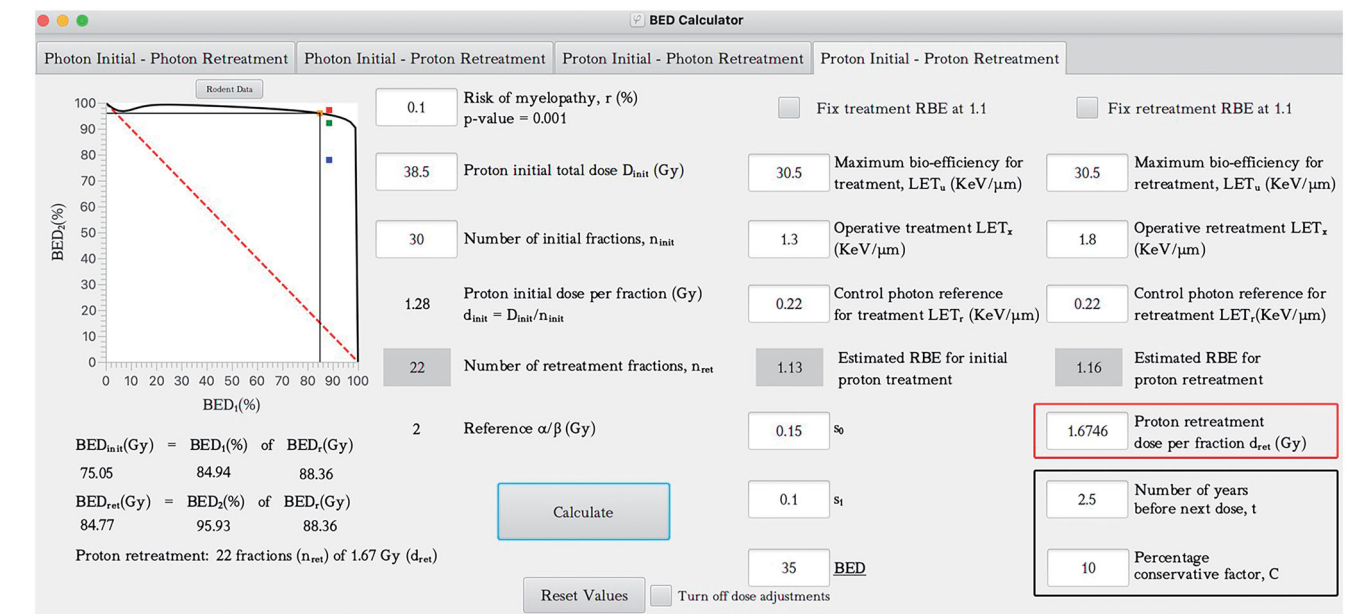 BED Calculator
Photon Initial - Photon Retreatment
Photon Initial - Proton Retreatment
Proton Initial - Photon Retreatment
Proton Initial - Proton Retreatment
Rodent Data
100
90
80
70
60
50
40
30
20
10
0
BED₂(%)
0 10 20 30 40 50 60 70 80 90 100
BED₁(%)
BEDinit(Gy) = BED₁(%) of BEDr(Gy)
75.05 84.94 88.36
BEDret(Gy) = BED₂(%) of BEDr(Gy)
84.77 95.93 88.36
Proton retreatment: 22 fractions (nret) of 1.67 Gy (dret)
0.1
Risk of myelopathy, r (%)
p-value = 0.001
38.5
Proton initial total dose Dinit (Gy)
30
Number of initial fractions, ninit
1.28
Proton initial dose per fraction (Gy)
dinit = Dinit/ninit
22
Number of retreatment fractions, nret
2
Reference α/β (Gy)
Calculate
Reset Values
Turn off dose adjustments
Fix treatment RBE at 1.1
30.5
Maximum bio-efficiency for
treatment, LETu (KeV/μm)
1.3
Operative treatment LETx
(KeV/μm)
0.22
Control photon reference
for treatment LETr (KeV/μm)
1.13
Estimated RBE for initial
proton treatment
0.15
s₀
0.1
s₁
35
BED
Fix retreatment RBE at 1.1
30.5
Maximum bio-efficiency for
retreatment, LETu (KeV/μm)
1.8
Operative retreatment LETx
(KeV/μm)
0.22
Control photon reference for
retreatment LETr(KeV/μm)
1.16
Estimated RBE for
proton retreatment
1.6746
Proton retreatment
dose per fraction dret (Gy)
2.5
Number of years
before next dose, t
10
Percentage
conservative factor, C